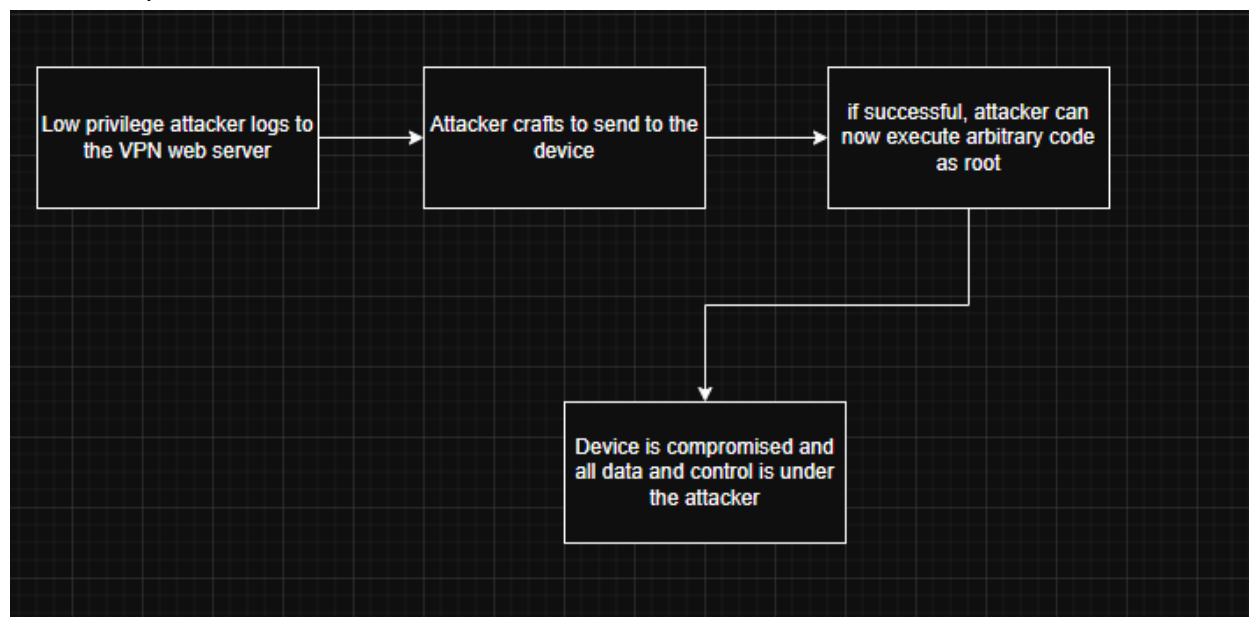 Low privilege attacker logs to
the VPN web server
Attacker crafts to send to the
device
if successful, attacker can
now execute arbitrary code
as root
Device is compromised and
all data and control is under
the attacker